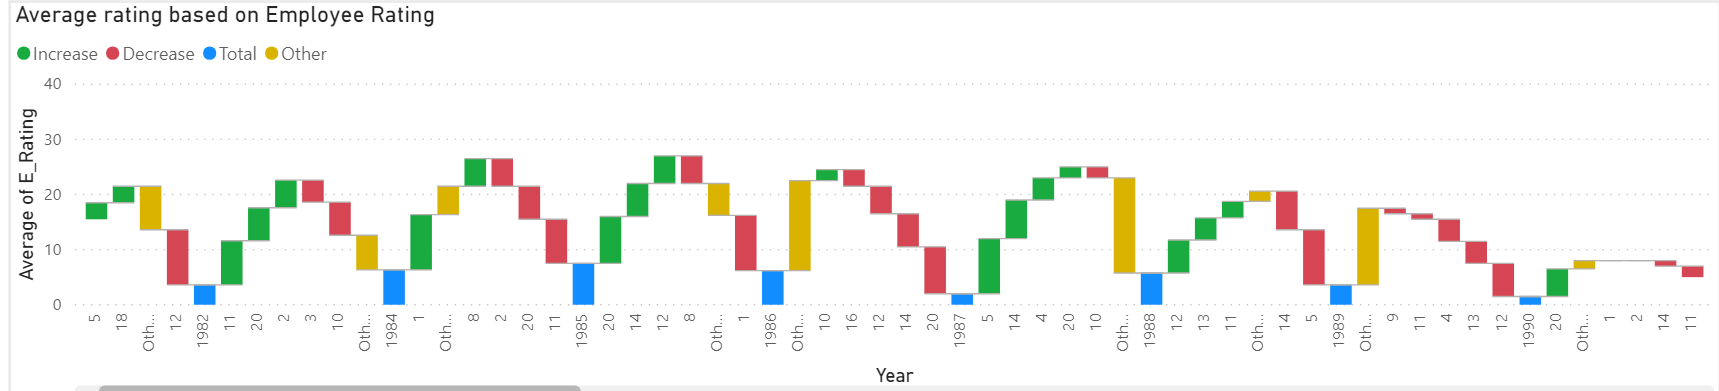 Average rating based on Employee Rating
Increase Decrease Total Other
Average of E_Rating
40
30
20
10
0
5 18 Oth... 12 1982 11 20 2 3 10 Oth... 1984 1 Oth... 8 2 20 11 1985 20 14 12 8 Oth... 1 1986 Oth... 10 16 12 14 20 1987 5 14 4 20 10 Oth... 1988 12 13 11 Oth... 14 5 1989 Oth... 9 11 4 13 12 1990 20 Oth... 1 2 14 11
Year